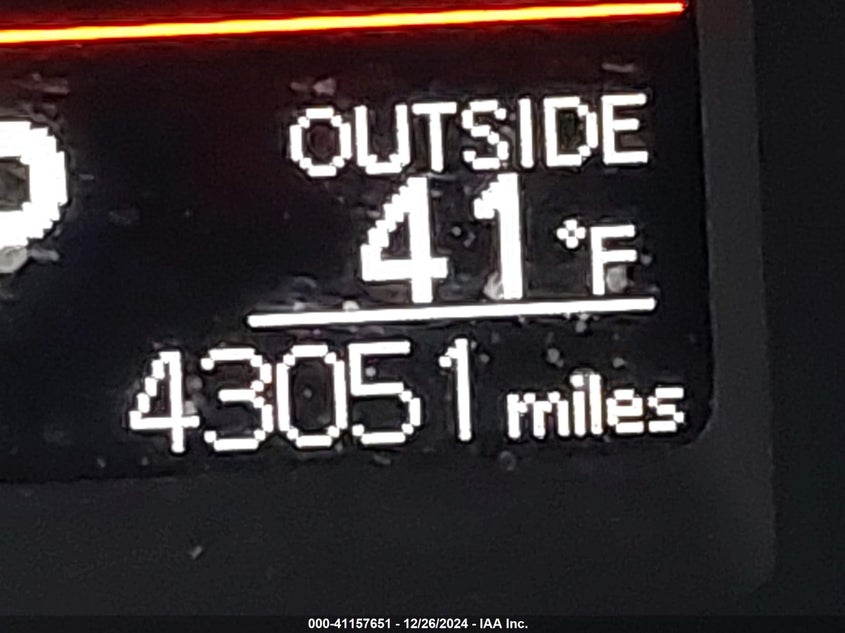 OUTSIDE
41 °F
43051 miles
000-41157651 - 12/26/2024 - IAA Inc.